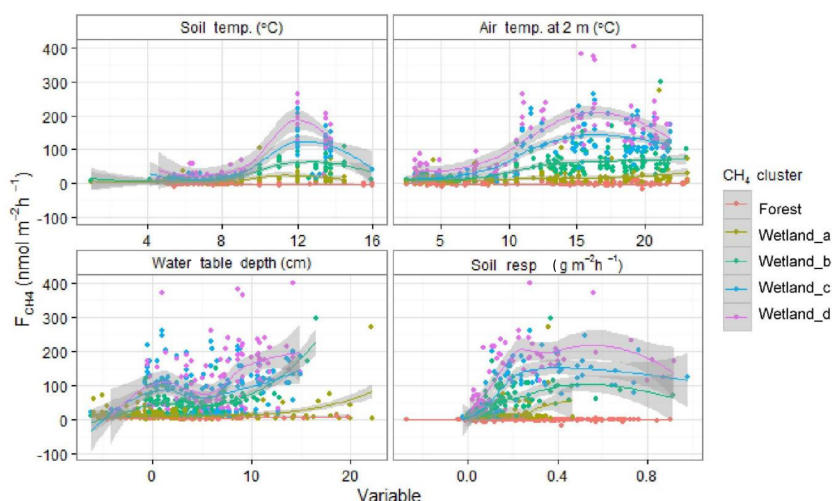 Soil temp. (°C)
Air temp. at 2 m (°C)
400
300
200
100
0
-100
4
8
12
16
5
10
15
20
Water table depth (cm)
Soil resp (g m⁻²h⁻¹)
400
300
200
100
0
-100
0
10
20
0.0
0.4
0.8
F_CH4 (nmol m⁻²h⁻¹)
Variable
CH₄ cluster
Forest
Wetland_a
Wetland_b
Wetland_c
Wetland_d